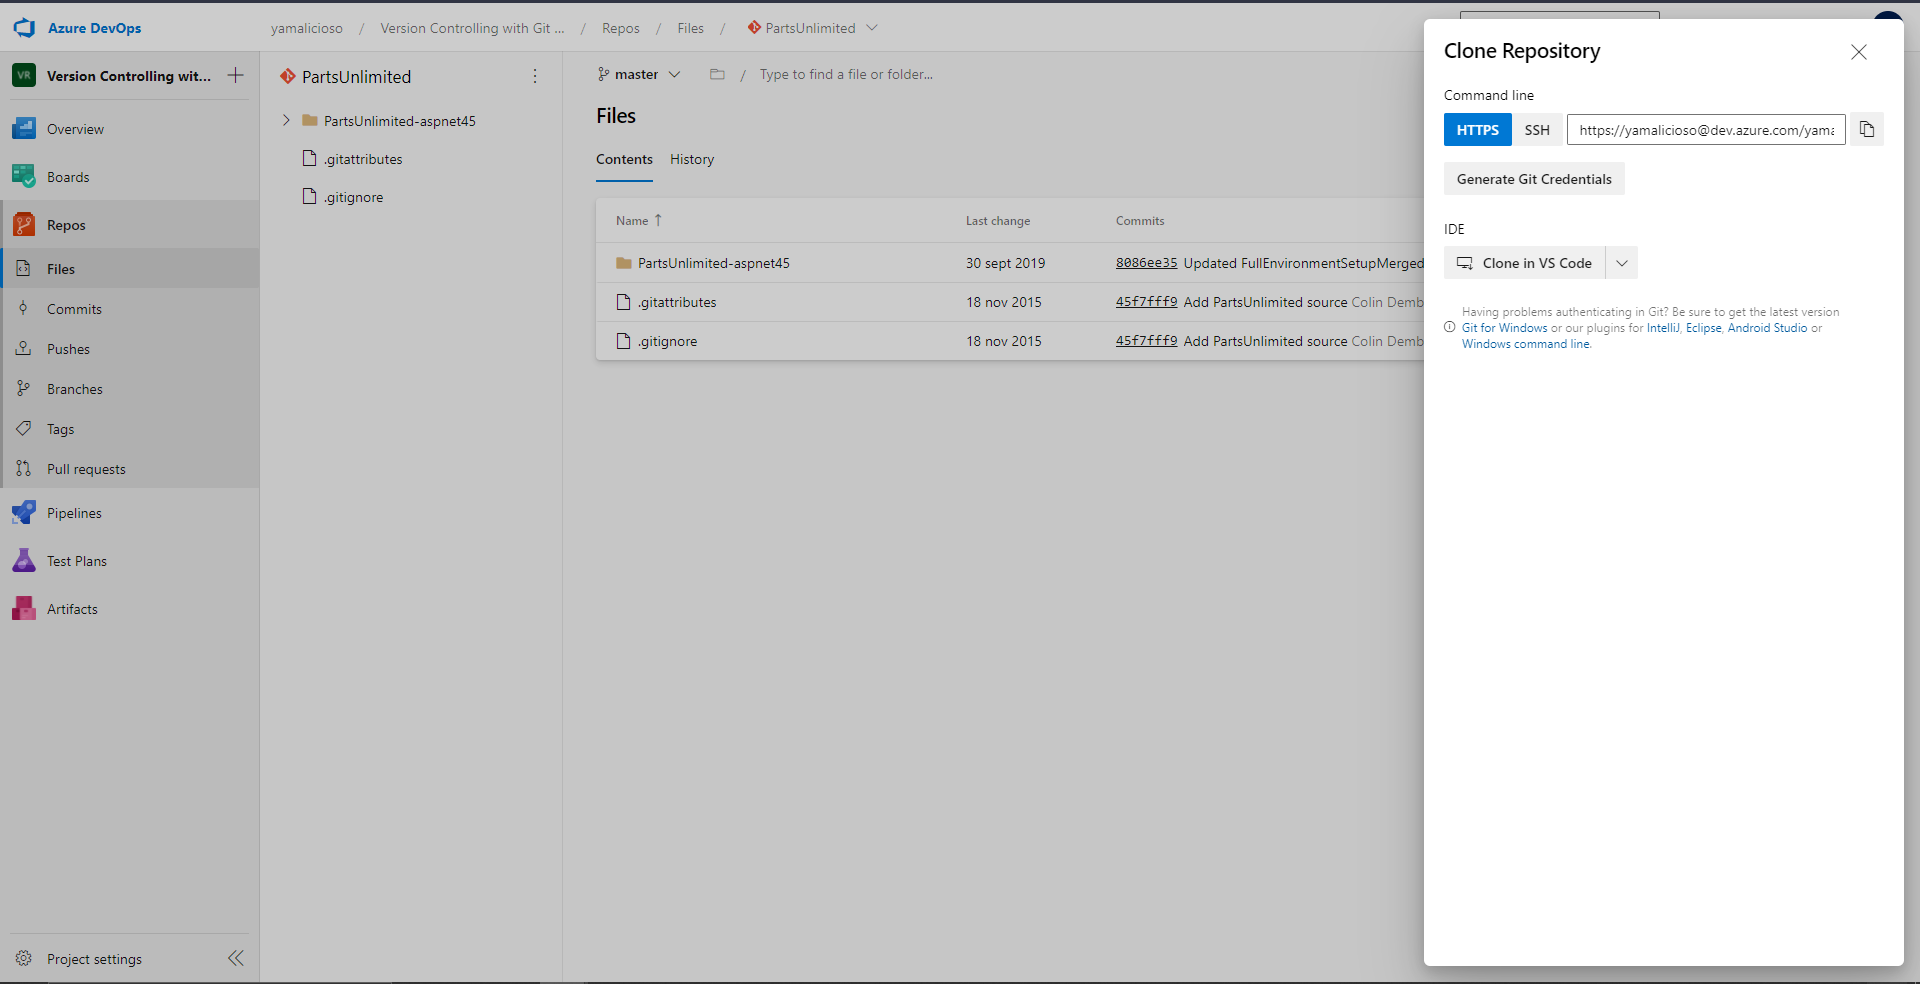 Azure DevOps
yamalicioso / Version Controlling with Git ... / Repos / Files / PartsUnlimited
VR Version Controlling wit...
Overview
Boards
Repos
Files
Commits
Pushes
Branches
Tags
Pull requests
Pipelines
Test Plans
Artifacts
Project settings
PartsUnlimited
PartsUnlimited-aspnet45
.gitattributes
.gitignore
master / Type to find a file or folder...
Files
Contents History
Name Last change Commits
PartsUnlimited-aspnet45 30 sept 2019 8086ee35 Updated FullEnvironmentSetupMerged
.gitattributes 18 nov 2015 45f7fff9 Add PartsUnlimited source Colin Demb
.gitignore 18 nov 2015 45f7fff9 Add PartsUnlimited source Colin Demb
Clone Repository
Command line
HTTPS SSH https://yamalicioso@dev.azure.com/yama
Generate Git Credentials
IDE
Clone in VS Code
Having problems authenticating in Git? Be sure to get the latest version
Git for Windows or our plugins for IntelliJ, Eclipse, Android Studio or
Windows command line.